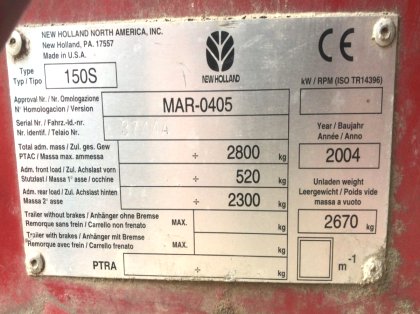 NEW HOLLAND NORTH AMERICA, INC.
New Holland, PA. 17557
Made in U.S.A.
NEW HOLLAND
CE
kW / RPM (ISO TR14396)
Type
Typ / Tipo
150S
Approval Nr. / Nr. Omologazione
N° Homologacion / Version
MAR-0405
Serial Nr. / Fahrz.-Id.-nr.
Nr. identif. / Telaio Nr.
Year / Baujahr
Année / Anno
2004
Total adm. mass / Zul. ges. Gew
PTAC / Massa max. ammessa
÷ 2800 kg
Adm. front load / Zul. Achslast vorn
Stutzlast / Massa 1° asse / occhine
÷ 520 kg
Adm. rear load / Zul. Achslast hinten
Massa 2° asse
÷ 2300 kg
Unladen weight
Leergewicht / Poids vide
massa a vuoto
2670 kg
Trailer without brakes / Anhänger ohne Bremse
Remorque sans frein / Carrello non frenato
MAX. kg
Trailer with brakes / Anhänger mit Bremse
Remorque avec frein / Carrello frenato
MAX. kg
PTRA ÷ kg
m⁻¹